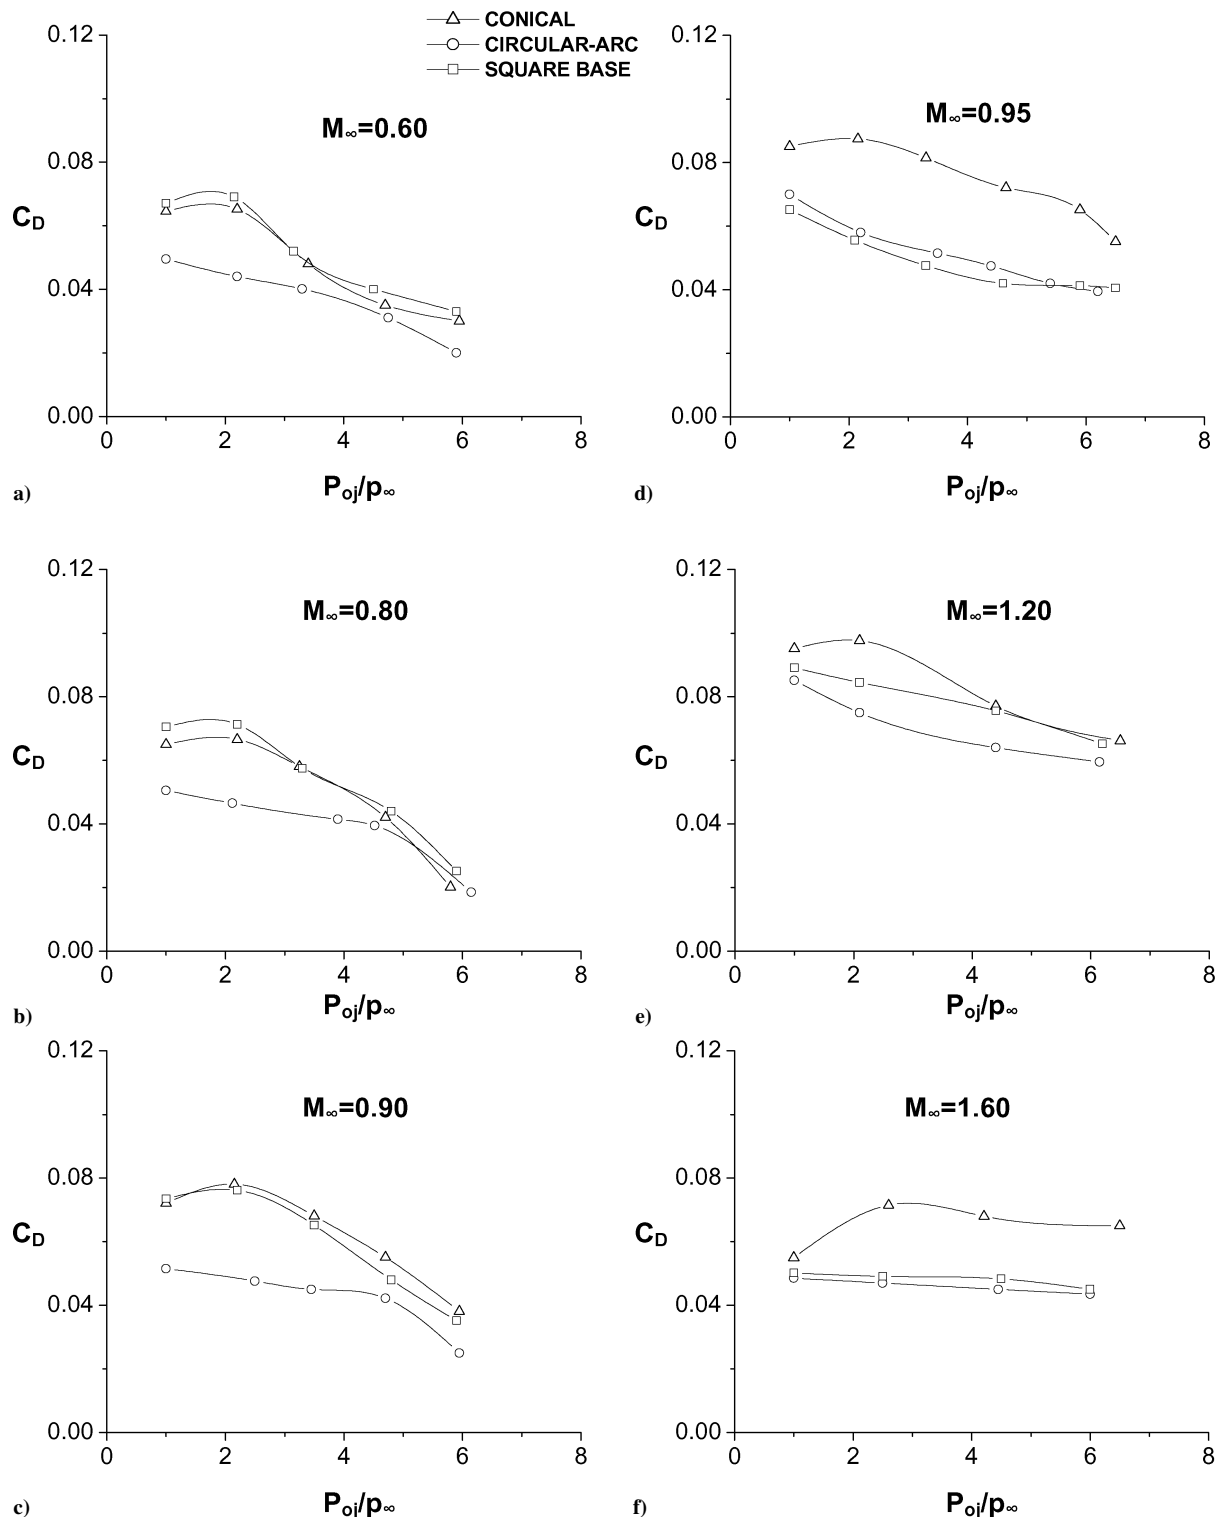 CONICAL
CIRCULAR-ARC
SQUARE BASE
0.12
M∞=0.60
0.08
CD
0.04
0.00
0 2 4 6 8
Poj/p∞
a)
0.12
M∞=0.95
0.08
CD
0.04
0.00
0 2 4 6 8
Poj/p∞
d)
0.12
M∞=0.80
0.08
CD
0.04
0.00
0 2 4 6 8
Poj/p∞
b)
0.12
M∞=1.20
0.08
CD
0.04
0.00
0 2 4 6 8
Poj/p∞
e)
0.12
M∞=0.90
0.08
CD
0.04
0.00
0 2 4 6 8
Poj/p∞
c)
0.12
M∞=1.60
0.08
CD
0.04
0.00
0 2 4 6 8
Poj/p∞
f)